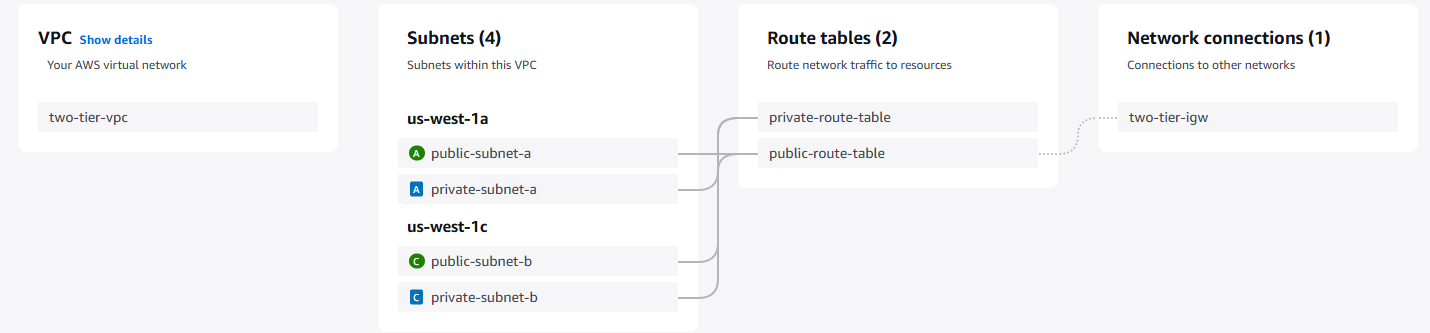 VPC Show details
Your AWS virtual network
two-tier-vpc
Subnets (4)
Subnets within this VPC
us-west-1a
A public-subnet-a
A private-subnet-a
us-west-1c
C public-subnet-b
C private-subnet-b
Route tables (2)
Route network traffic to resources
private-route-table
public-route-table
Network connections (1)
Connections to other networks
two-tier-igw